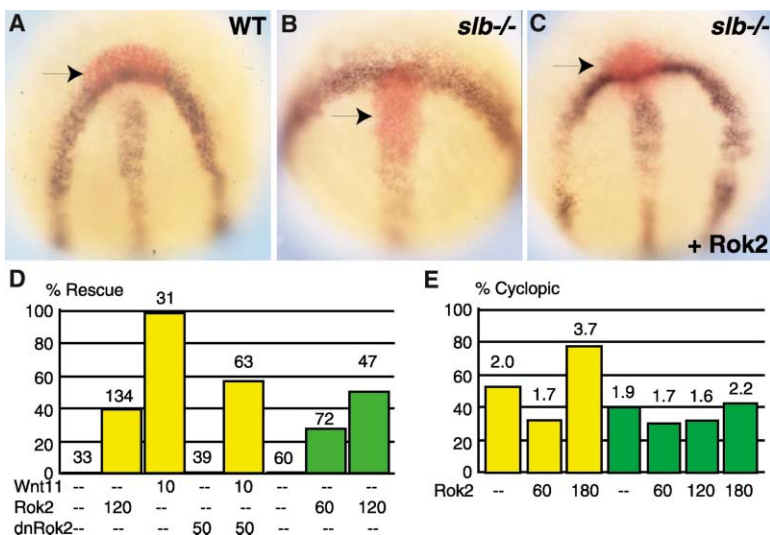 A WT
B slb-/-
C slb-/-
+ Rok2
D % Rescue
100
80
60
40
20
0
33
134
31
39
63
60
72
47
Wnt11 -- -- 10 -- 10 -- -- --
Rok2 -- 120 -- -- -- -- 60 120
dnRok2 -- -- -- 50 50 -- -- --
E % Cyclopic
100
80
60
40
20
0
2.0
1.7
3.7
1.9
1.7
1.6
2.2
Rok2 -- 60 180 -- 60 120 180